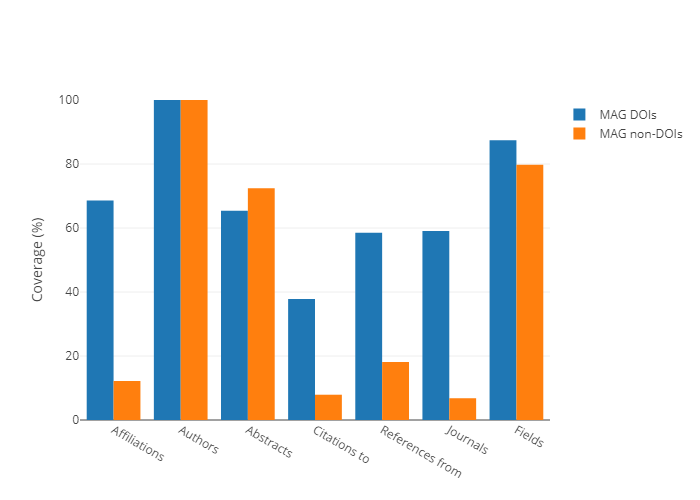 100
80
60
40
20
0
Coverage (%)
Affiliations
Authors
Abstracts
Citations to
References from
Journals
Fields
MAG DOIs
MAG non-DOIs